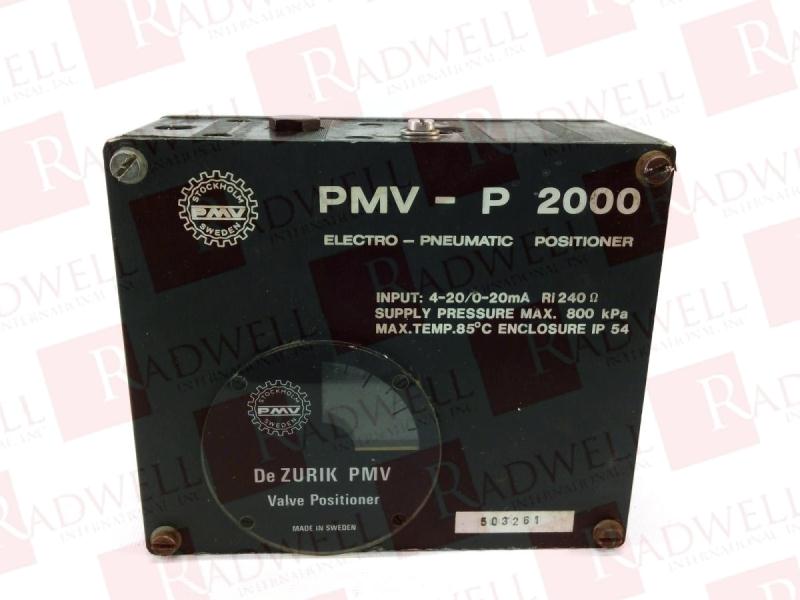 STOCKHOLM
PMV
SWEDEN
PMV - P 2000
ELECTRO - PNEUMATIC POSITIONER
INPUT: 4-20/0-20mA Ri 240 Ω
SUPPLY PRESSURE MAX. 800 kPa
MAX.TEMP.85°C ENCLOSURE IP 54
STOCKHOLM
PMV
SWEDEN
De ZURIK PMV
Valve Positioner
MADE IN SWEDEN
503261
RADWELL
INTERNATIONAL, INC.